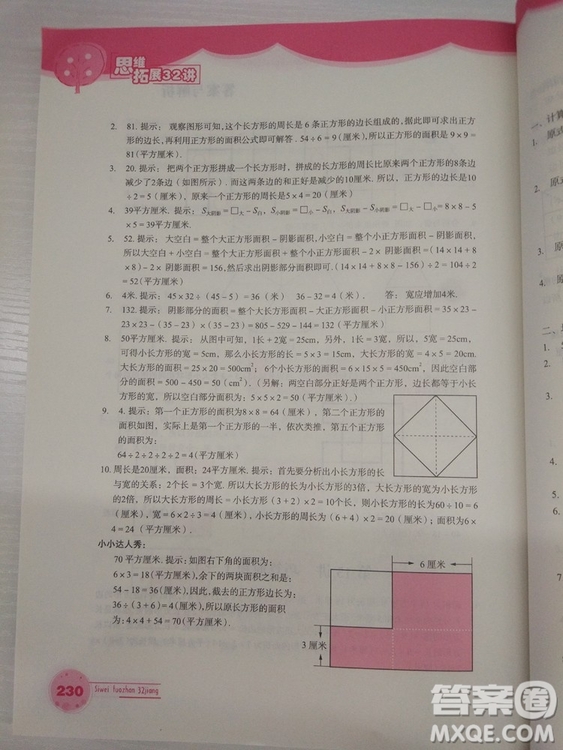 思维
拓展32讲
2. 81. 提示: 观察图形可知,这个长方形的周长是 6 条正方形的边长组成的,据此即可求出正方
形的边长,再利用正方形的面积公式即可解答. 54÷6=9(厘米),所以正方形面积 9×9=
81(平方厘米)
3. 20. 提示: 把两个正方形拼成一个长方形时, 拼成的长方形的周长比原来两个正方形的8条边
减少了2条边(如图所示). 而这两条边的和正好是减少的10厘米. 所以, 正方形的边长是10
÷2=5(厘米), 原来一个正方形的周长是5×4=20(厘米)
4. 39平方厘米. 提示:
=8×8-5
×5=39(平方厘米)
5. 52. 提示: 大空白=整个大正方形面积-阴影面积, 小空白=整个小正方形面积-阴影面积,
所以大空白+小空白=整个大正方形面积+整个小正方形面积-2×阴影面积=(14×14+8
×8)-2×阴影面积=156,然后求出阴影部分面积即可.(14×14+8×8-156)÷2=104÷2=
52(平方厘米)
6. 4米. 提示: 45×32÷(45-5)=36(米) 36-32=4(米). 答: 宽应增加4米.
7. 132. 提示: 阴影部分的面积=大长方形面积-大正方形面积-小正方形面积=35×23-
23×23-(35-23)×(35-23)=805-529-144=132(平方厘米)
8. 50平方厘米. 提示: 从图中可知, 1长+2宽=25cm, 另外, 1长=3宽, 所以, 5宽=25cm,
可得小长方形的宽=5cm, 那么小长方形的长=5×3=15cm, 大长方形的宽=15+5=20cm.
大长方形的面积=25×20=500cm², 6个小长方形的面积=15×5×6=450cm², 因此空白部
分的面积=500-450=50(cm²).(另解: 两空白部分正好是两个正方形, 边长都等于小长
方形的宽, 所以空白部分的面积为: 5×5×2=50(平方厘米).)
9. 4. 提示: 第一个正方形的面积为8×8=64(厘米), 第二个正方形的
面积如图, 实际上是第一个正方形的一半, 依次类推, 第五个正方形
的面积为:
64÷2÷2÷2÷2=4(平方厘米)
10. 周长是20厘米, 面积: 24平方厘米. 提示: 首先要分析出小长方形的长
与宽的关系: 2个长=3个宽. 因为大长方形的长为小长方形的3倍, 大长方形的宽为小长方形
的2倍, 所以大长方形的长=小长方形(3+2)×2=10个宽, 所以, 小长方形的宽长=60÷10=6
(厘米), 宽=6×2÷3=4(厘米), 小长方形的周长为(6+4)×2=20(厘米); 面积为6×
4=24(平方厘米).
小小达人秀:
70 平方厘米. 提示: 如图右下角的面积为:
6×3=18(平方厘米),余下的两块面积之和是:
54-18=36(厘米), 因此, 截去的正方形边长为:
36÷(3+6)=4(厘米), 所以原长方形的面积
为: 4×4+54=70(平方厘米).
6 厘米
3 厘米
230
Siwei tuozhan 32jiang
答案圈
MXQE.COM